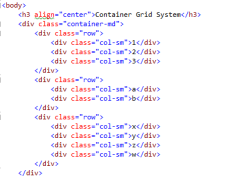 <body>
<h3 align="center">Container Grid System</h3>
<div class="container-md">
<div class="row">
<div class="col-sm">1</div>
<div class="col-sm">2</div>
<div class="col-sm">3</div>
</div>
<div class="row">
<div class="col-sm">a</div>
<div class="col-sm">b</div>
</div>
<div class="row">
<div class="col-sm">x</div>
<div class="col-sm">y</div>
<div class="col-sm">z</div>
<div class="col-sm">w</div>
</div>
</div>